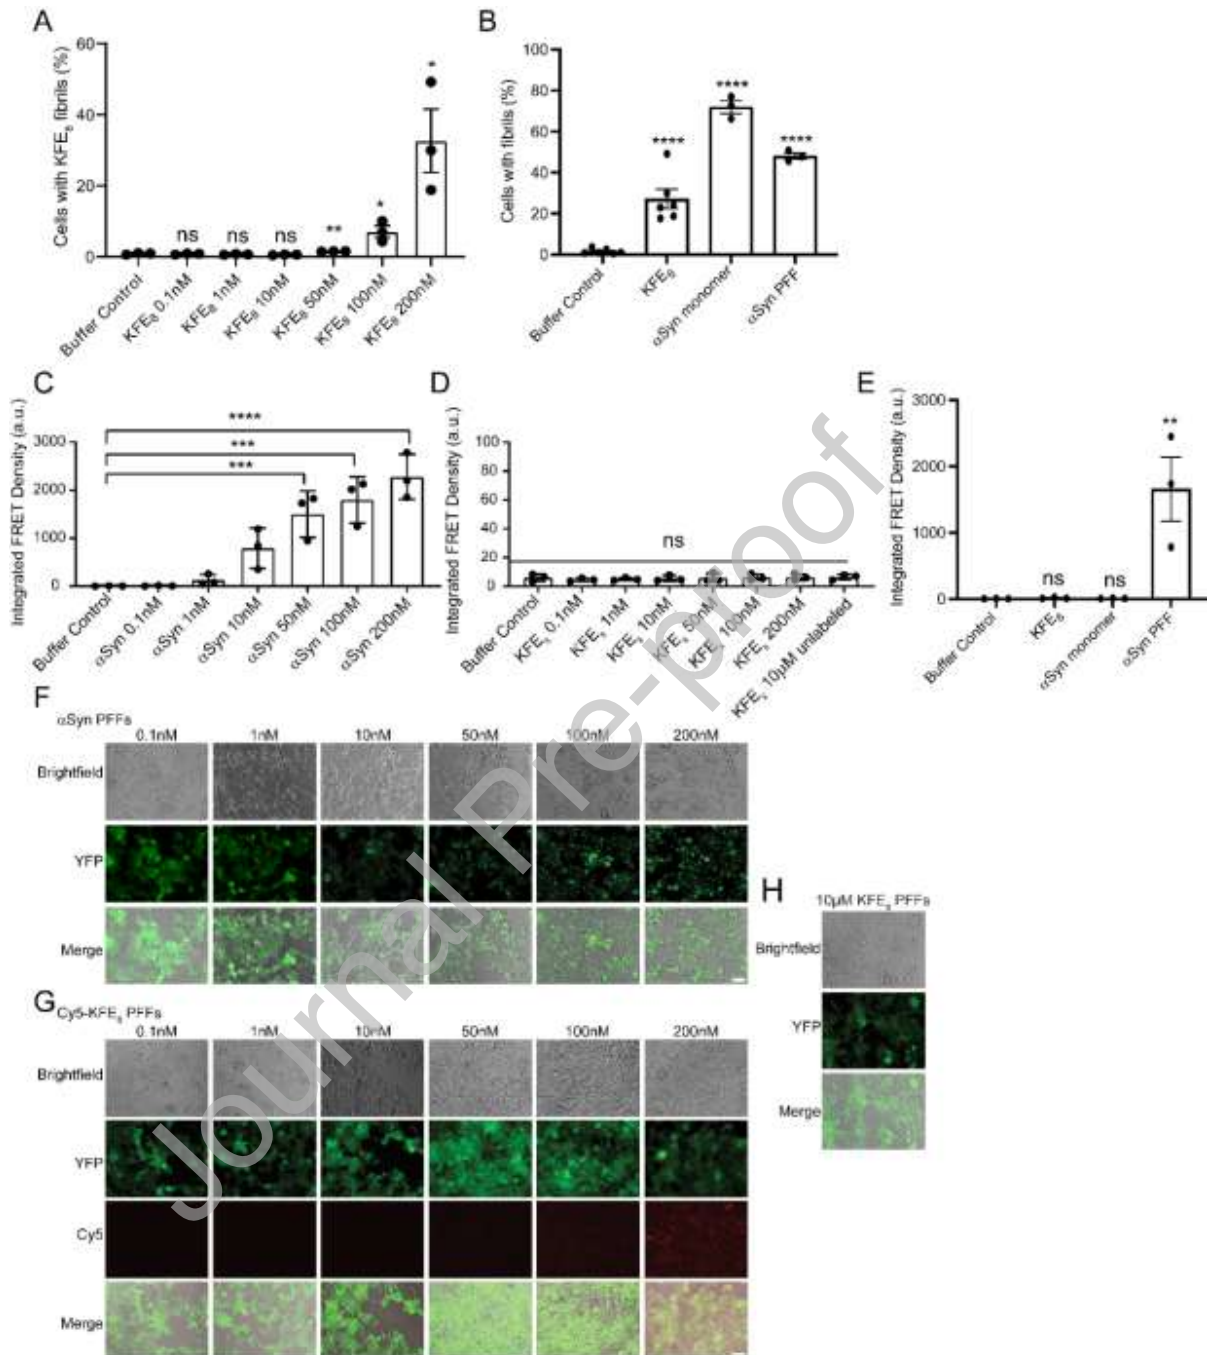 A
Cells with KFE8 fibrils (%)
60
40
20
0
ns
ns
ns
**
*
*
Buffer Control
KFE8 0.1nM
KFE8 1nM
KFE8 10nM
KFE8 50nM
KFE8 100nM
KFE8 200nM
B
Cells with fibrils (%)
100
80
60
40
20
0
****
****
****
Buffer Control
KFE8
αSyn monomer
αSyn PFF
C
Integrated FRET Density (a.u.)
3000
2000
1000
0
****
***
***
Buffer Control
αSyn 0.1nM
αSyn 1nM
αSyn 10nM
αSyn 50nM
αSyn 100nM
αSyn 200nM
D
Integrated FRET Density (a.u.)
100
80
60
40
20
0
ns
Buffer Control
KFE8 0.1nM
KFE8 1nM
KFE8 10nM
KFE8 50nM
KFE8 100nM
KFE8 200nM
KFE8 10μM unlabeled
E
Integrated FRET Density (a.u.)
3000
2000
1000
0
ns
ns
**
Buffer Control
KFE8
αSyn monomer
αSyn PFF
F
αSyn PFFs
0.1nM 1nM 10nM 50nM 100nM 200nM
Brightfield
YFP
Merge
G
Cy5-KFE8 PFFs
0.1nM 1nM 10nM 50nM 100nM 200nM
Brightfield
YFP
Cy5
Merge
H
10μM KFE8 PFFs
Brightfield
YFP
Merge
Journal Pre-proof